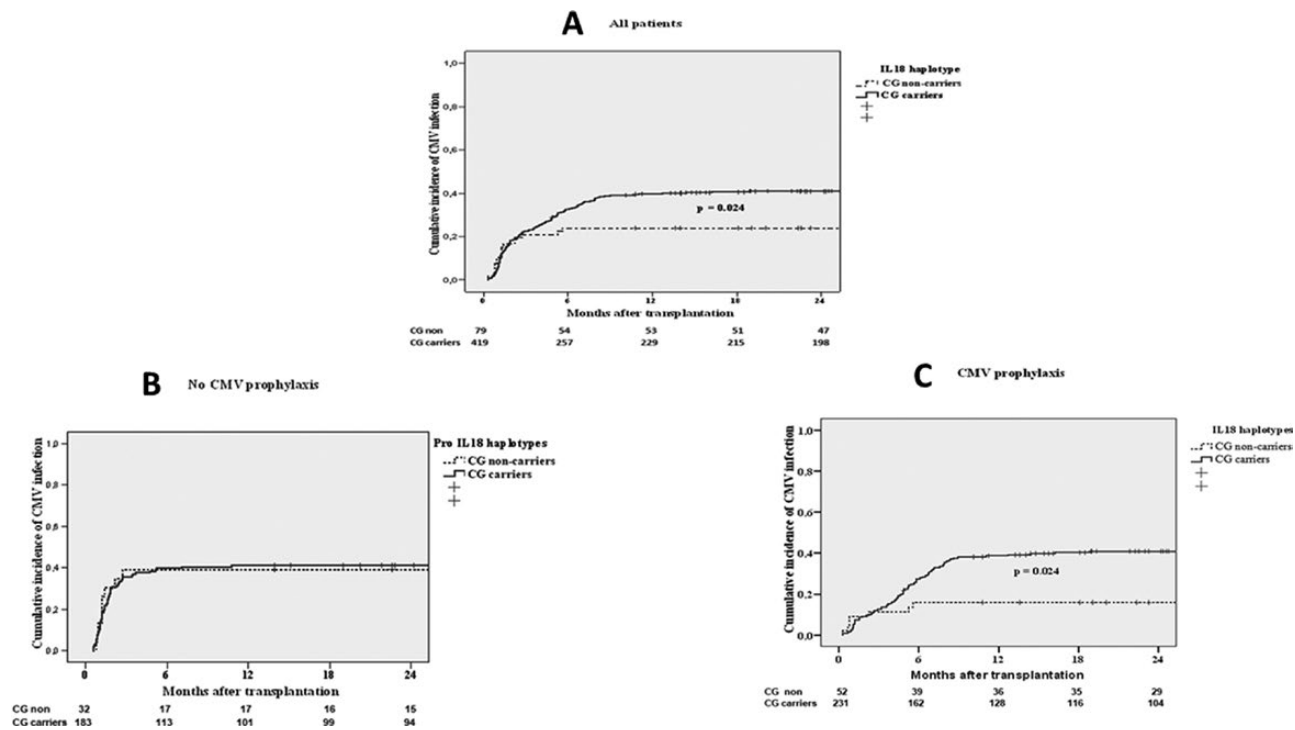 A All patients
IL18 haplotype
CG non-carriers
CG carriers
Cumulative incidence of CMV infection
1,0
0,8
0,6
0,4
0,2
0,0
p = 0.024
0 6 12 18 24
Months after transplantation
CG non 79 54 53 51 47
CG carriers 419 257 229 215 198
B No CMV prophylaxis
Pro IL18 haplotypes
CG non-carriers
CG carriers
Cumulative incidence of CMV infection
1,0
0,8
0,6
0,4
0,2
0,0
0 6 12 18 24
Months after transplantation
CG non 32 17 17 16 15
CG carriers 183 113 101 99 94
C CMV prophylaxis
IL18 haplotypes
CG non-carriers
CG carriers
Cumulative incidence of CMV infection
1,0
0,8
0,6
0,4
0,2
0,0
p = 0.024
0 6 12 18 24
Months after transplantation
CG non 52 39 36 35 29
CG carriers 231 162 128 116 104